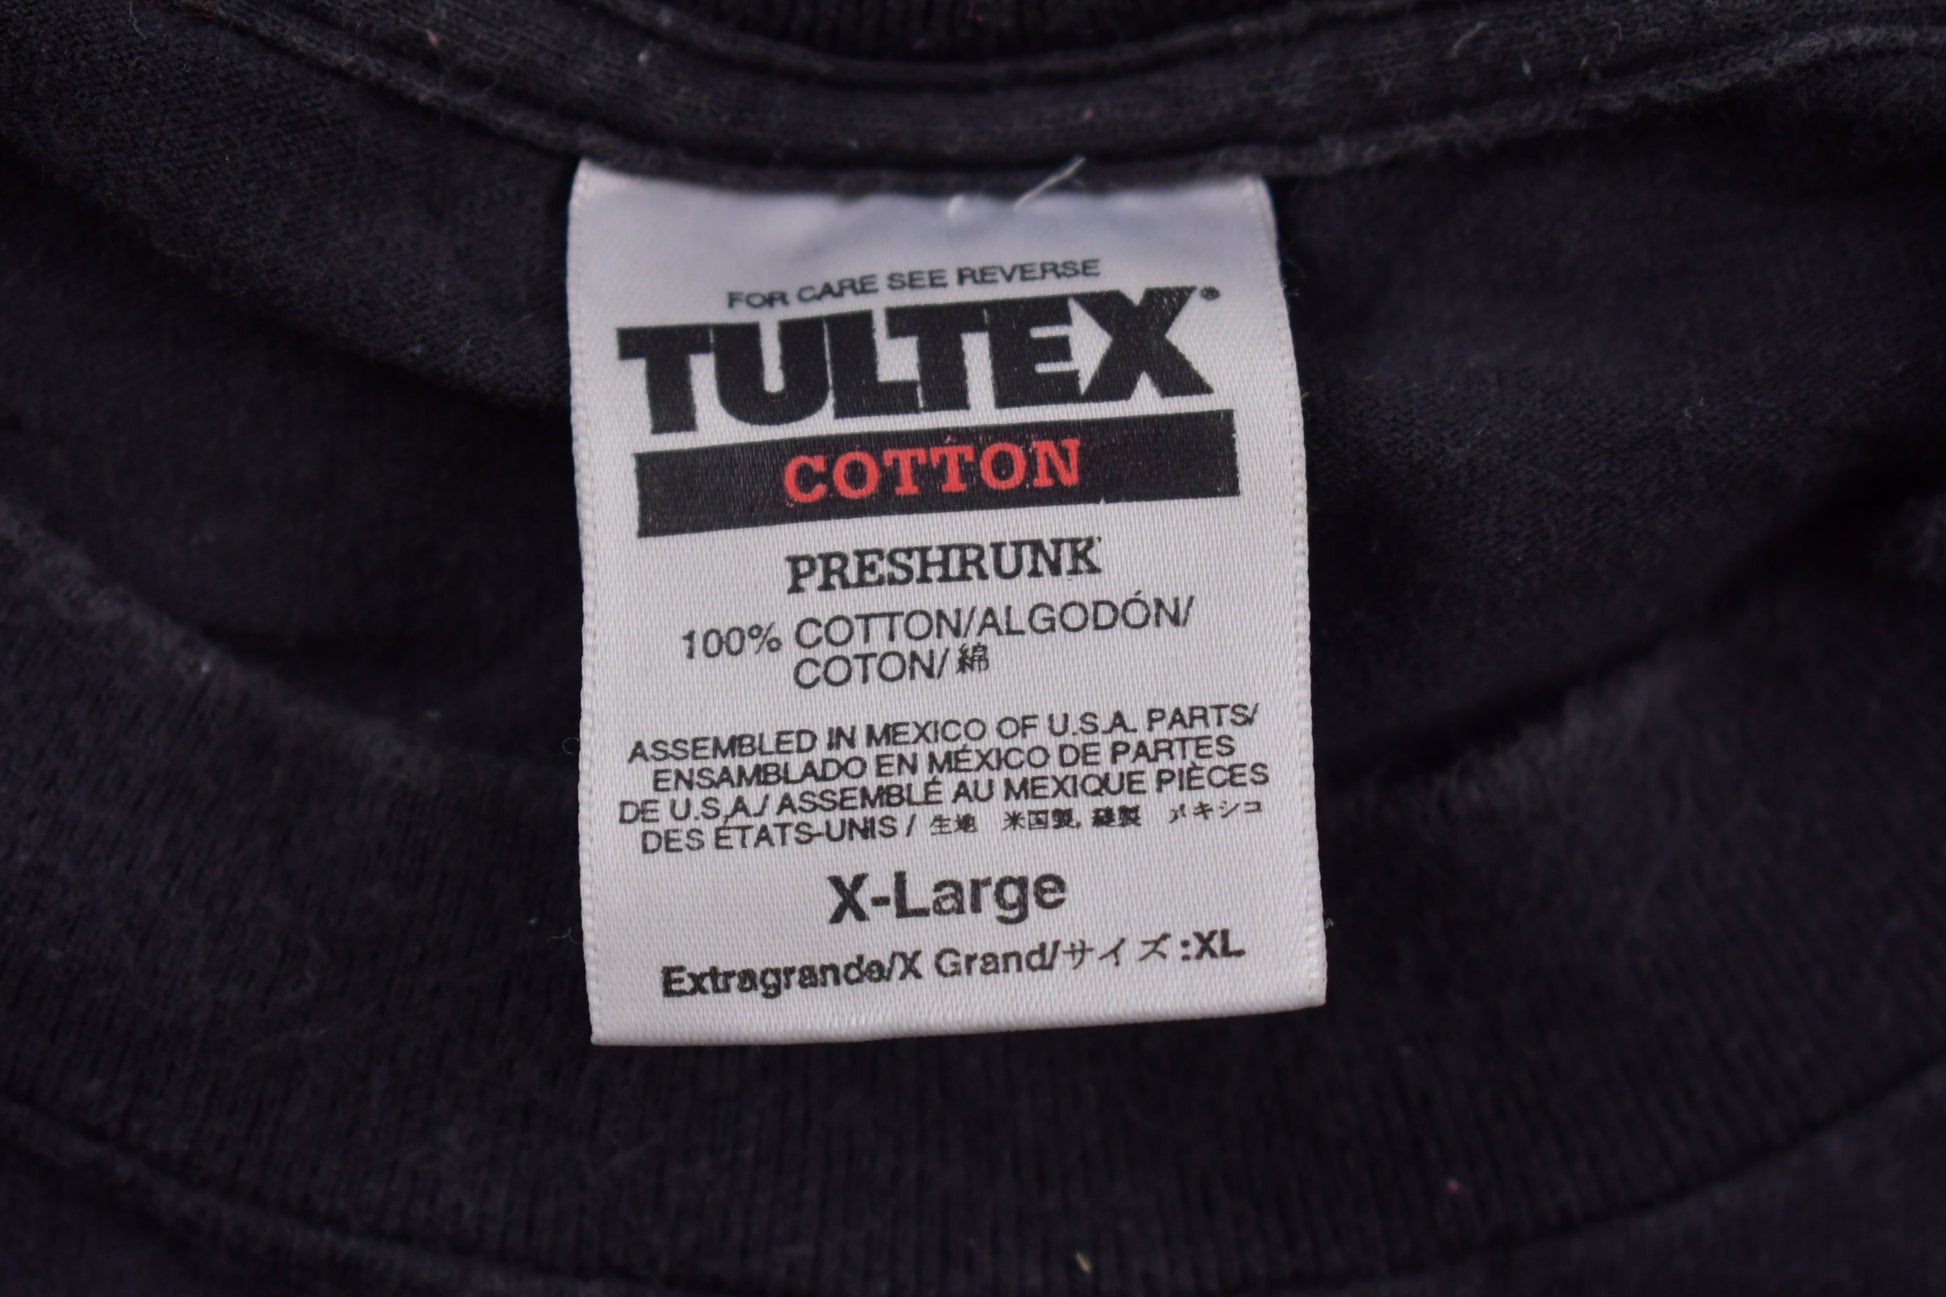 FOR CARE SEE REVERSE
TULTEX®
COTTON
PRESHRUNK
100% COTTON/ALGODÓN/
COTON/綿
ASSEMBLED IN MEXICO OF U.S.A. PARTS/
ENSAMBLADO EN MÉXICO DE PARTES
DE U.S.A./ASSEMBLÉ AU MEXIQUE PIÈCES
DES ÉTATS-UNIS/生地 米国製, 縫製 メキシコ
X-Large
Extragrande/X Grand/サイズ:XL